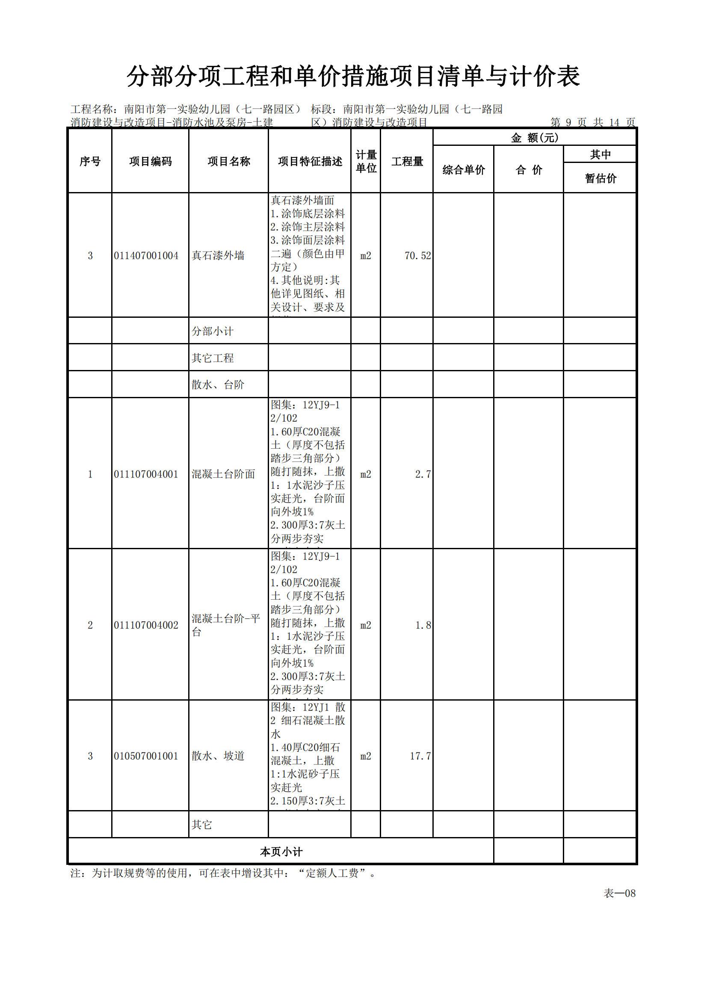 分部分项工程和单价措施项目清单与计价表
工程名称：南阳市第一实验幼儿园（七一路园区）
消防建设与改造项目-消防水池及泵房-土建
标段：南阳市第一实验幼儿园（七一路园
区）消防建设与改造项目
第 9 页 共 14 页
序号
项目编码
项目名称
项目特征描述
计量
单位
工程量
金 额(元)
综合单价
合 价
其中
暂估价
3
011407001004
真石漆外墙
真石漆外墙面
1.涂饰底层涂料
2.涂饰主层涂料
3.涂饰面层涂料
二遍（颜色由甲
方定）
4.其他说明:其
他详见图纸、相
关设计、要求及
m2
70.52
分部小计
其它工程
散水、台阶
1
011107004001
混凝土台阶面
图集：12YJ9-1
2/102
1.60厚C20混凝
土（厚度不包括
踏步三角部分）
随打随抹，上撒
1：1水泥沙子压
实赶光，台阶面
向外坡1%
2.300厚3:7灰土
分两步夯实
m2
2.7
2
011107004002
混凝土台阶-平
台
图集：12YJ9-1
2/102
1.60厚C20混凝
土（厚度不包括
踏步三角部分）
随打随抹，上撒
1：1水泥沙子压
实赶光，台阶面
向外坡1%
2.300厚3:7灰土
分两步夯实
m2
1.8
3
010507001001
散水、坡道
图集：12YJ1 散
2 细石混凝土散
水
1.40厚C20细石
混凝土，上撒
1:1水泥砂子压
实赶光
2.150厚3:7灰土
m2
17.7
其它
本页小计
注：为计取规费等的使用，可在表中增设其中：“定额人工费”。
表—08